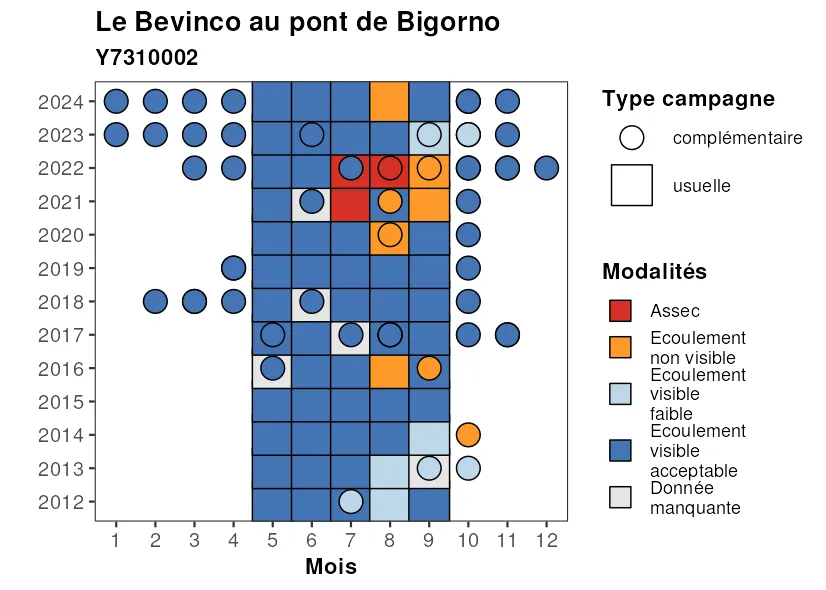 Le Bevinco au pont de Bigorno
Y7310002
2024
2023
2022
2021
2020
2019
2018
2017
2016
2015
2014
2013
2012
1 2 3 4 5 6 7 8 9 10 11 12
Mois
Type campagne
complémentaire
usuelle
Modalités
Assec
Ecoulement
non visible
Ecoulement
visible
faible
Ecoulement
visible
acceptable
Donnée
manquante